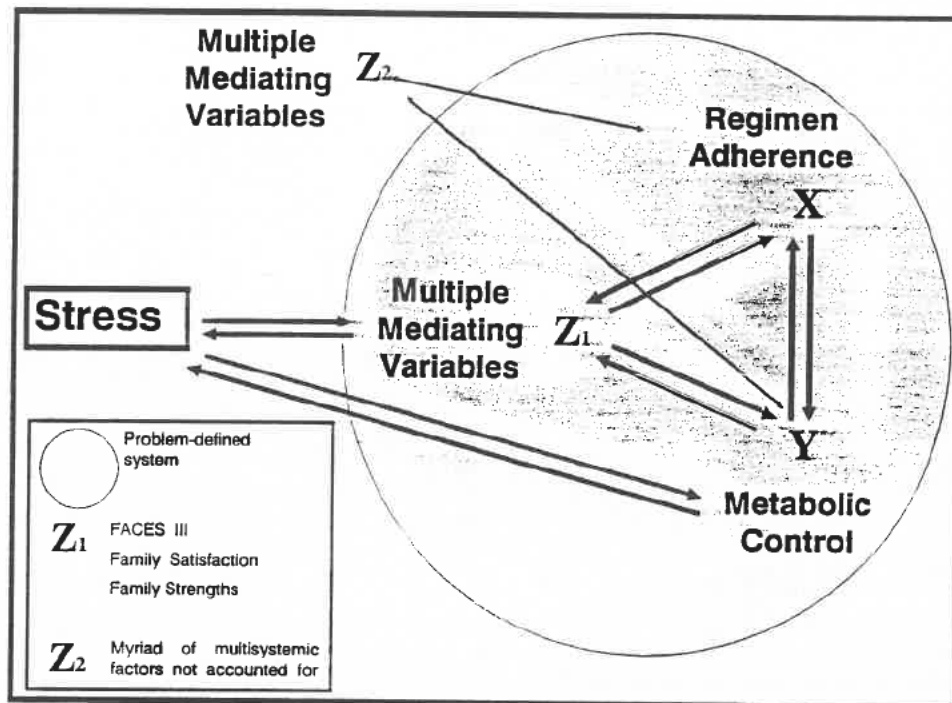 Multiple
Mediating
Variables
Z2
Regimen
Adherence
X
Stress
Multiple
Mediating
Variables
Z1
Y
Metabolic
Control
Problem-defined
system
Z1
FACES III
Family Satisfaction
Family Strengths
Z2
Myriad of multisystemic
factors not accounted for